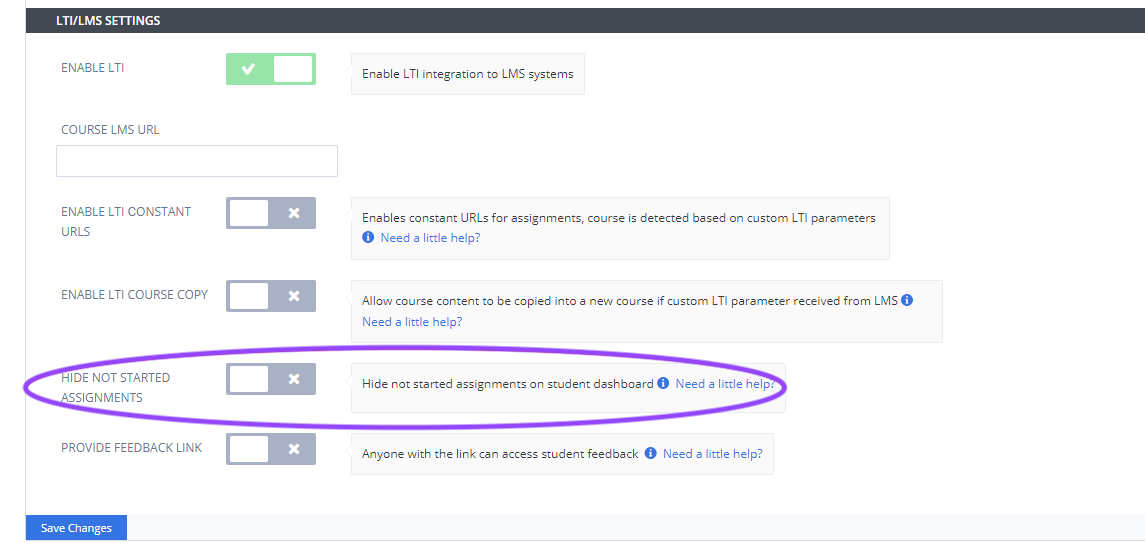 LTI/LMS SETTINGS
ENABLE LTI
Enable LTI integration to LMS systems
COURSE LMS URL
ENABLE LTI CONSTANT
URLS
Enables constant URLs for assignments, course is detected based on custom LTI parameters
Need a little help?
ENABLE LTI COURSE COPY
Allow course content to be copied into a new course if custom LTI parameter received from LMS
Need a little help?
HIDE NOT STARTED
ASSIGNMENTS
Hide not started assignments on student dashboard Need a little help?
PROVIDE FEEDBACK LINK
Anyone with the link can access student feedback Need a little help?
Save Changes